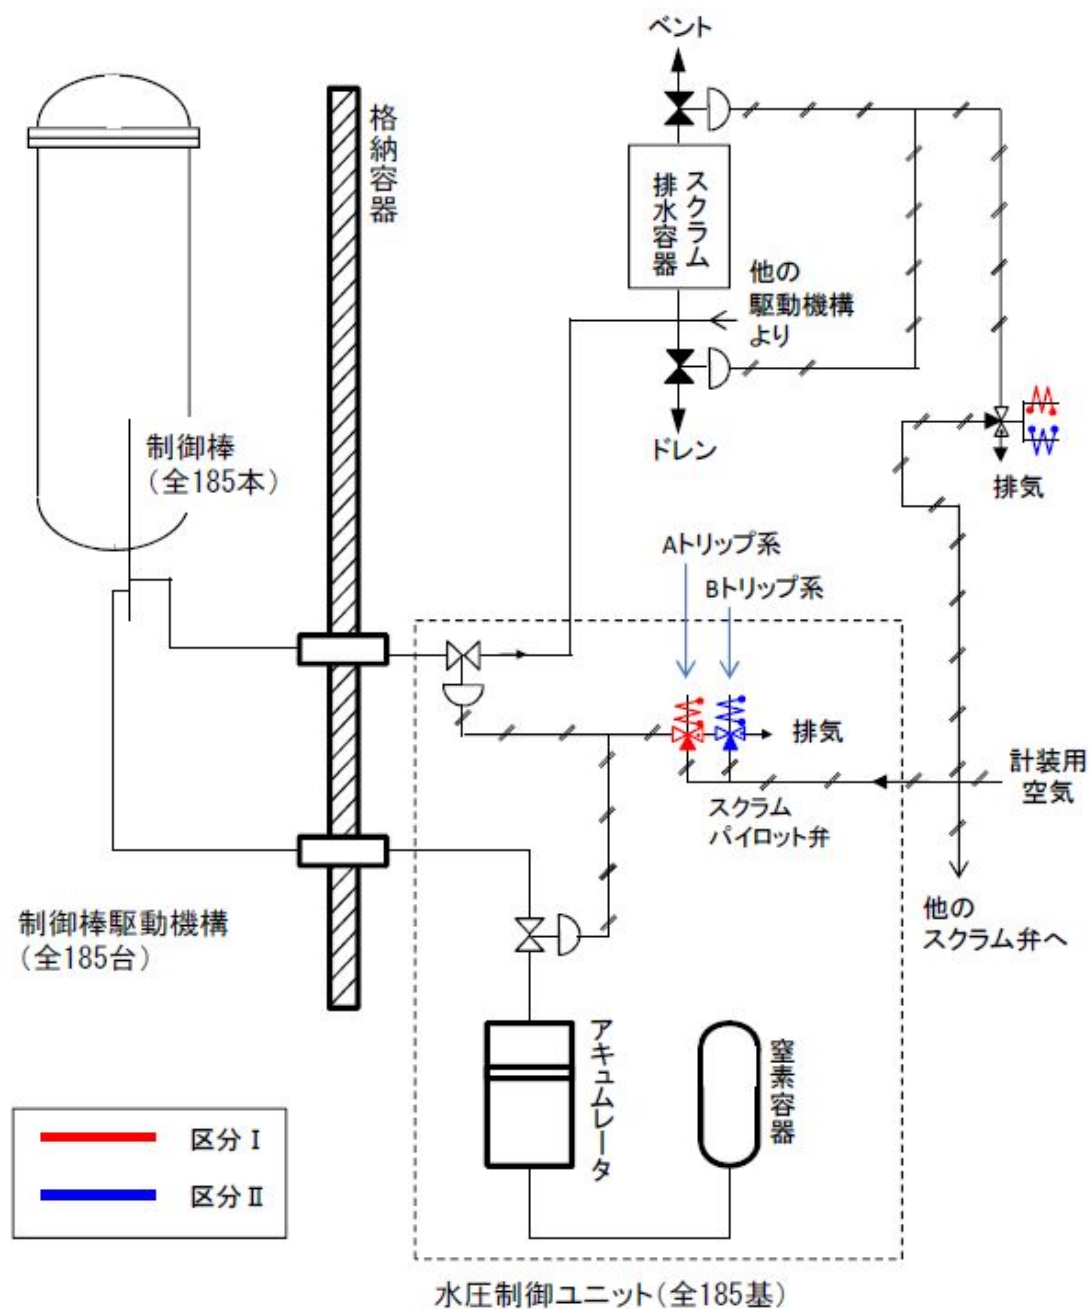 ベント
格納容器
スクラム
排水容器
他の
駆動機構
より
ドレン
制御棒
（全185本）
排気
Aトリップ系
Bトリップ系
排気
計装用
空気
スクラム
パイロット弁
他の
スクラム弁へ
制御棒駆動機構
（全185台）
アキュムレータ
窒素容器
区分Ⅰ
区分Ⅱ
水圧制御ユニット（全185基）